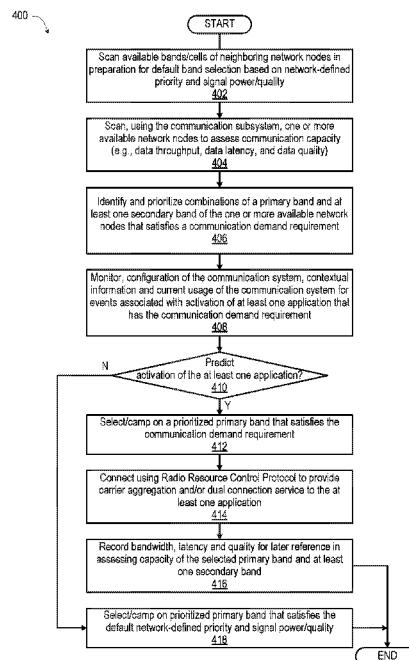 400
START
Scan available bands/cells of neighboring network nodes in
preparation for default band selection based on network-defined
priority and signal power/quality
402
Scan, using the communication subsystem, one or more
available network nodes to assess communication capacity
(e.g., data throughput, data latency, and data quality}
404
Identify and prioritize combinations of a primary band and at
least one secondary band of the one or more available network
nodes that satisfies a communication demand requirement
406
Monitor, configuration of the communication system, contextual
information and current usage of the communication system for
events associated with activation of at least one application that
has the communication demand requirement
408
Predict
activation of the at least one application?
410
N
Y
Select/camp on a prioritized primary band that satisfies the
communication demand requirement
412
Connect using Radio Resource Control Protocol to provide
carrier aggregation and/or dual connection service to the at
least one application
414
Record bandwidth, latency and quality for later reference in
assessing capacity of the selected primary band and at least
one secondary band
416
Select/camp on prioritized primary band that satisfies the
default network-defined priority and signal power/quality
418
END